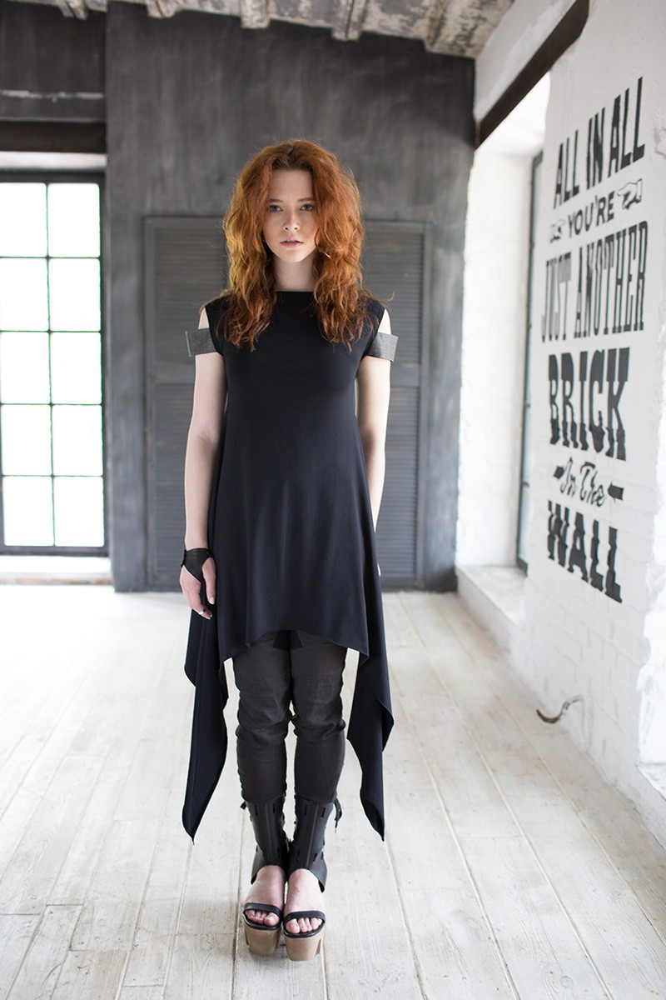 ALL IN ALL
YOU'RE
JUST ANOTHER
BRICK
In The
WALL